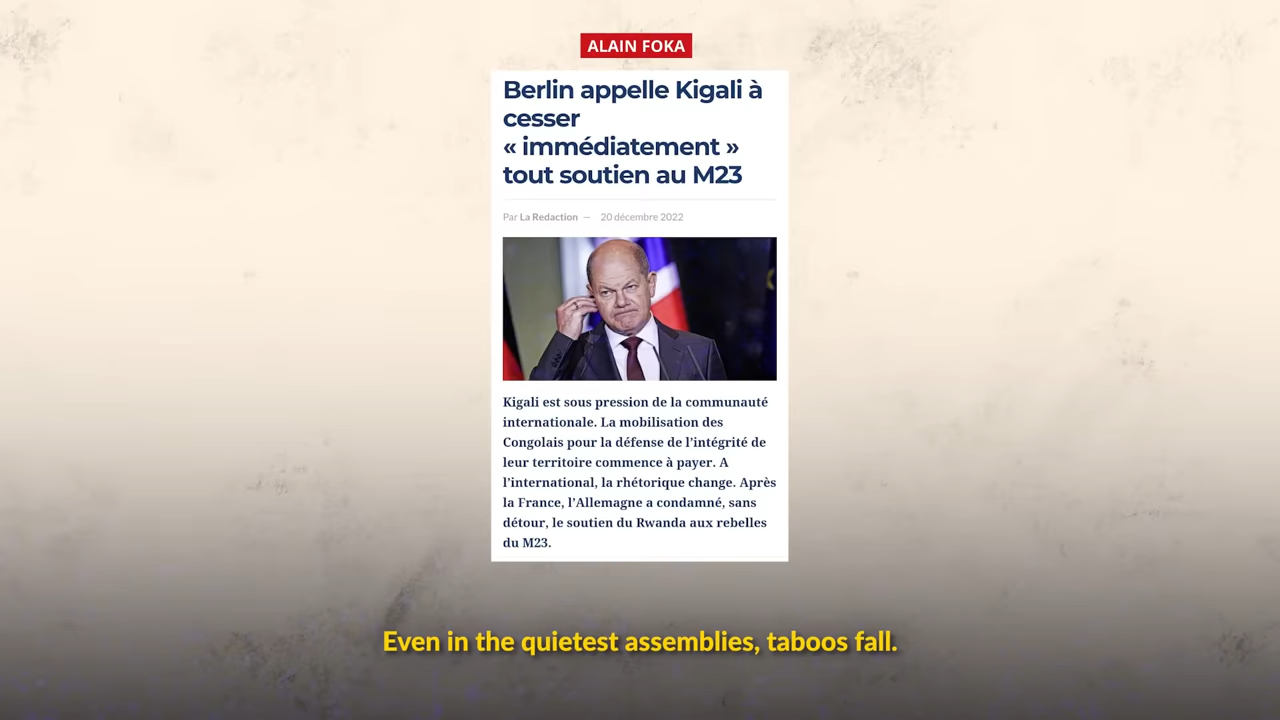 ALAIN FOKA
Berlin appelle Kigali à
cesser
« immédiatement »
tout soutien au M23
Par La Redaction — 20 décembre 2022
Kigali est sous pression de la communauté
internationale. La mobilisation des
Congolais pour la défense de l'intégrité de
leur territoire commence à payer. A
l'international, la rhétorique change. Après
la France, l'Allemagne a condamné, sans
détour, le soutien du Rwanda aux rebelles
du M23.
Even in the quietest assemblies, taboos fall.